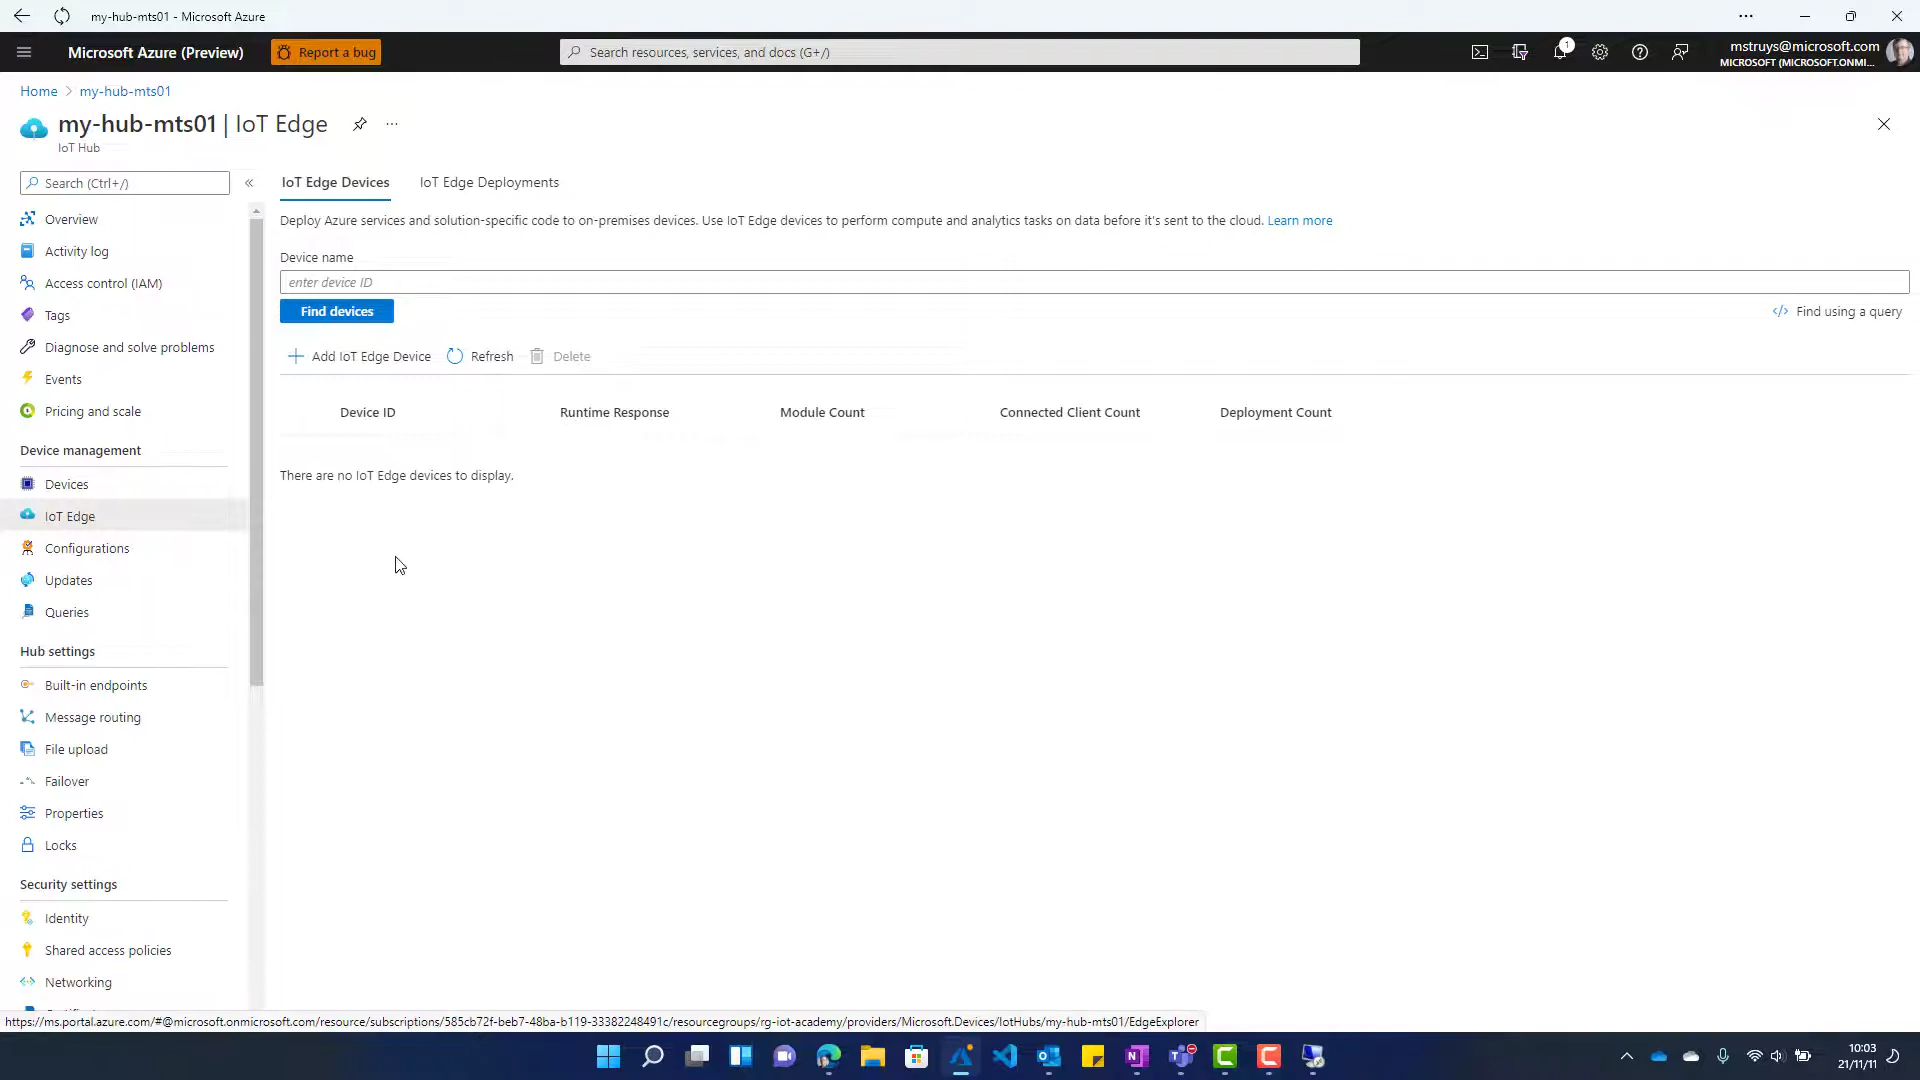 my-hub-mts01 - Microsoft Azure
Microsoft Azure (Preview)
Report a bug
Search resources, services, and docs (G+/)
1
mstruys@microsoft.com
MICROSOFT (MICROSOFT.ONMI...
Home > my-hub-mts01
my-hub-mts01 | IoT Edge
IoT Hub
Search (Ctrl+/)
Overview
Activity log
Access control (IAM)
Tags
Diagnose and solve problems
Events
Pricing and scale
Device management
Devices
IoT Edge
Configurations
Updates
Queries
Hub settings
Built-in endpoints
Message routing
File upload
Failover
Properties
Locks
Security settings
Identity
Shared access policies
Networking
IoT Edge Devices
IoT Edge Deployments
Deploy Azure services and solution-specific code to on-premises devices. Use IoT Edge devices to perform compute and analytics tasks on data before it's sent to the cloud. Learn more
Device name
enter device ID
Find devices
Find using a query
Add IoT Edge Device
Refresh
Delete
Device ID
Runtime Response
Module Count
Connected Client Count
Deployment Count
There are no IoT Edge devices to display.
https://ms.portal.azure.com/#@microsoft.onmicrosoft.com/resource/subscriptions/585cb72f-beb7-48ba-b119-33382248491c/resourcegroups/rg-iot-academy/providers/Microsoft.Devices/IotHubs/my-hub-mts01/EdgeExplorer
10:03
21/11/11